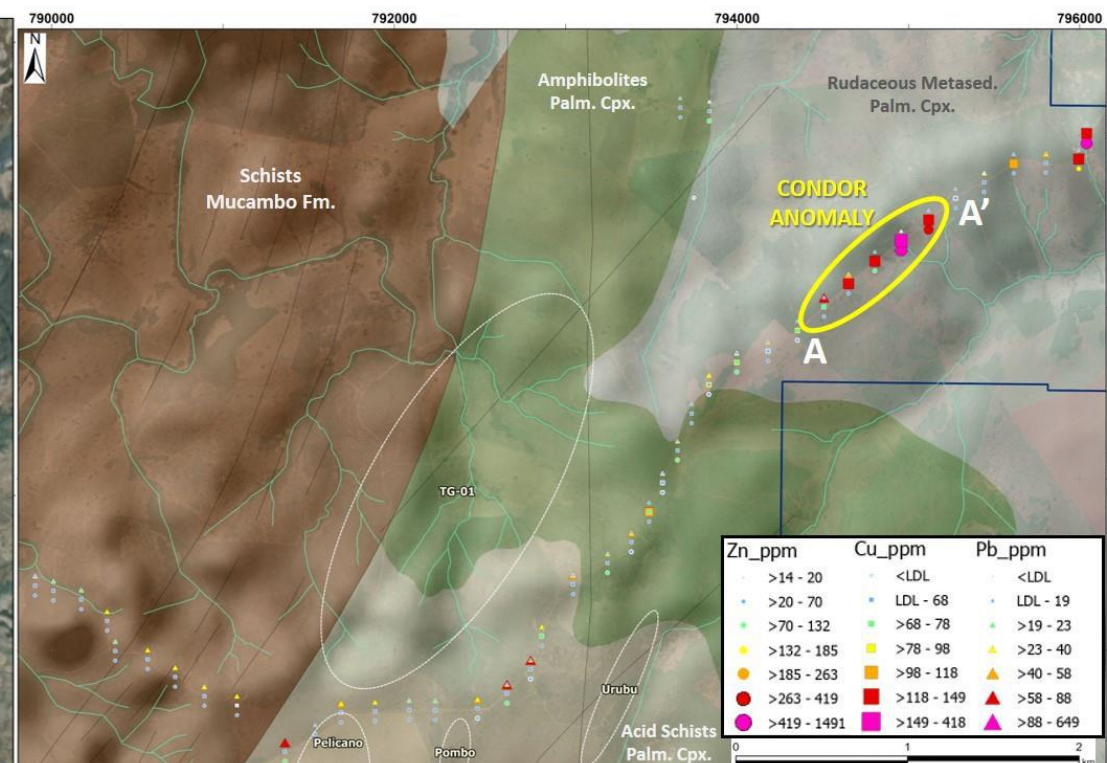 790000 792000 794000 796000
N
Amphibolites
Palm. Cpx.
Rudaceous Metased.
Palm. Cpx.
Schists
Mucambo Fm.
CONDOR
ANOMALY
A'
A
TG-01
Urubu
Pelicano
Pombo
Acid Schists
Palm. Cpx.
Zn_ppm Cu_ppm Pb_ppm
>14 - 20 <LDL <LDL
>20 - 70 LDL - 68 LDL - 19
>70 - 132 >68 - 78 >19 - 23
>132 - 185 >78 - 98 >23 - 40
>185 - 263 >98 - 118 >40 - 58
>263 - 419 >118 - 149 >58 - 88
>419 - 1491 >149 - 418 >88 - 649
0 1 2
km